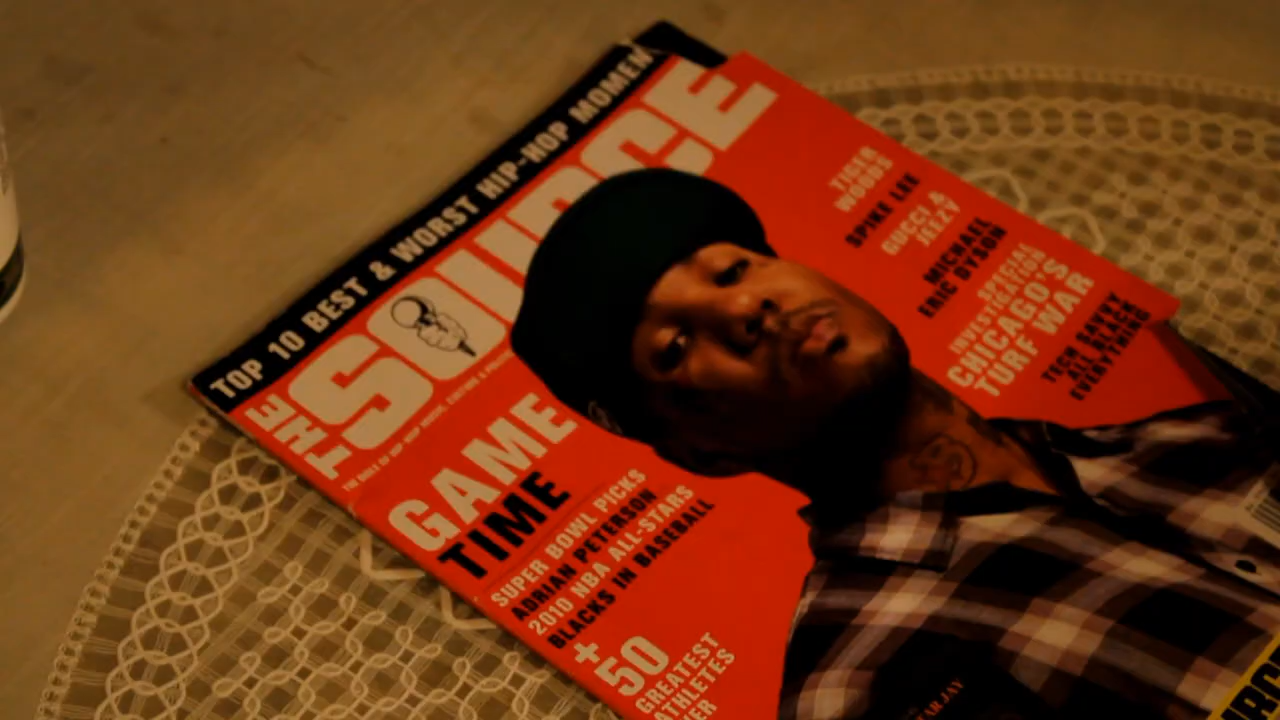 TOP 10 BEST & WORST HIP-HOP MOMEN
THE SOURCE
GAME
TIME
SUPER BOWL PICKS
ADRIAN PETERSON
2010 NBA ALL-STARS
BLACKS IN BASEBALL
+
50
GREATEST
ATHLETES
TIGER
WOODS
SPIKE LEE
GUCCI &
JEEZY
MICHAEL
ERIC DYSON
SPECIAL
INVESTIGATION
CHICAGO'S
TURF WAR
TECH SAVVY
ALL BLACK
EVERYTHING